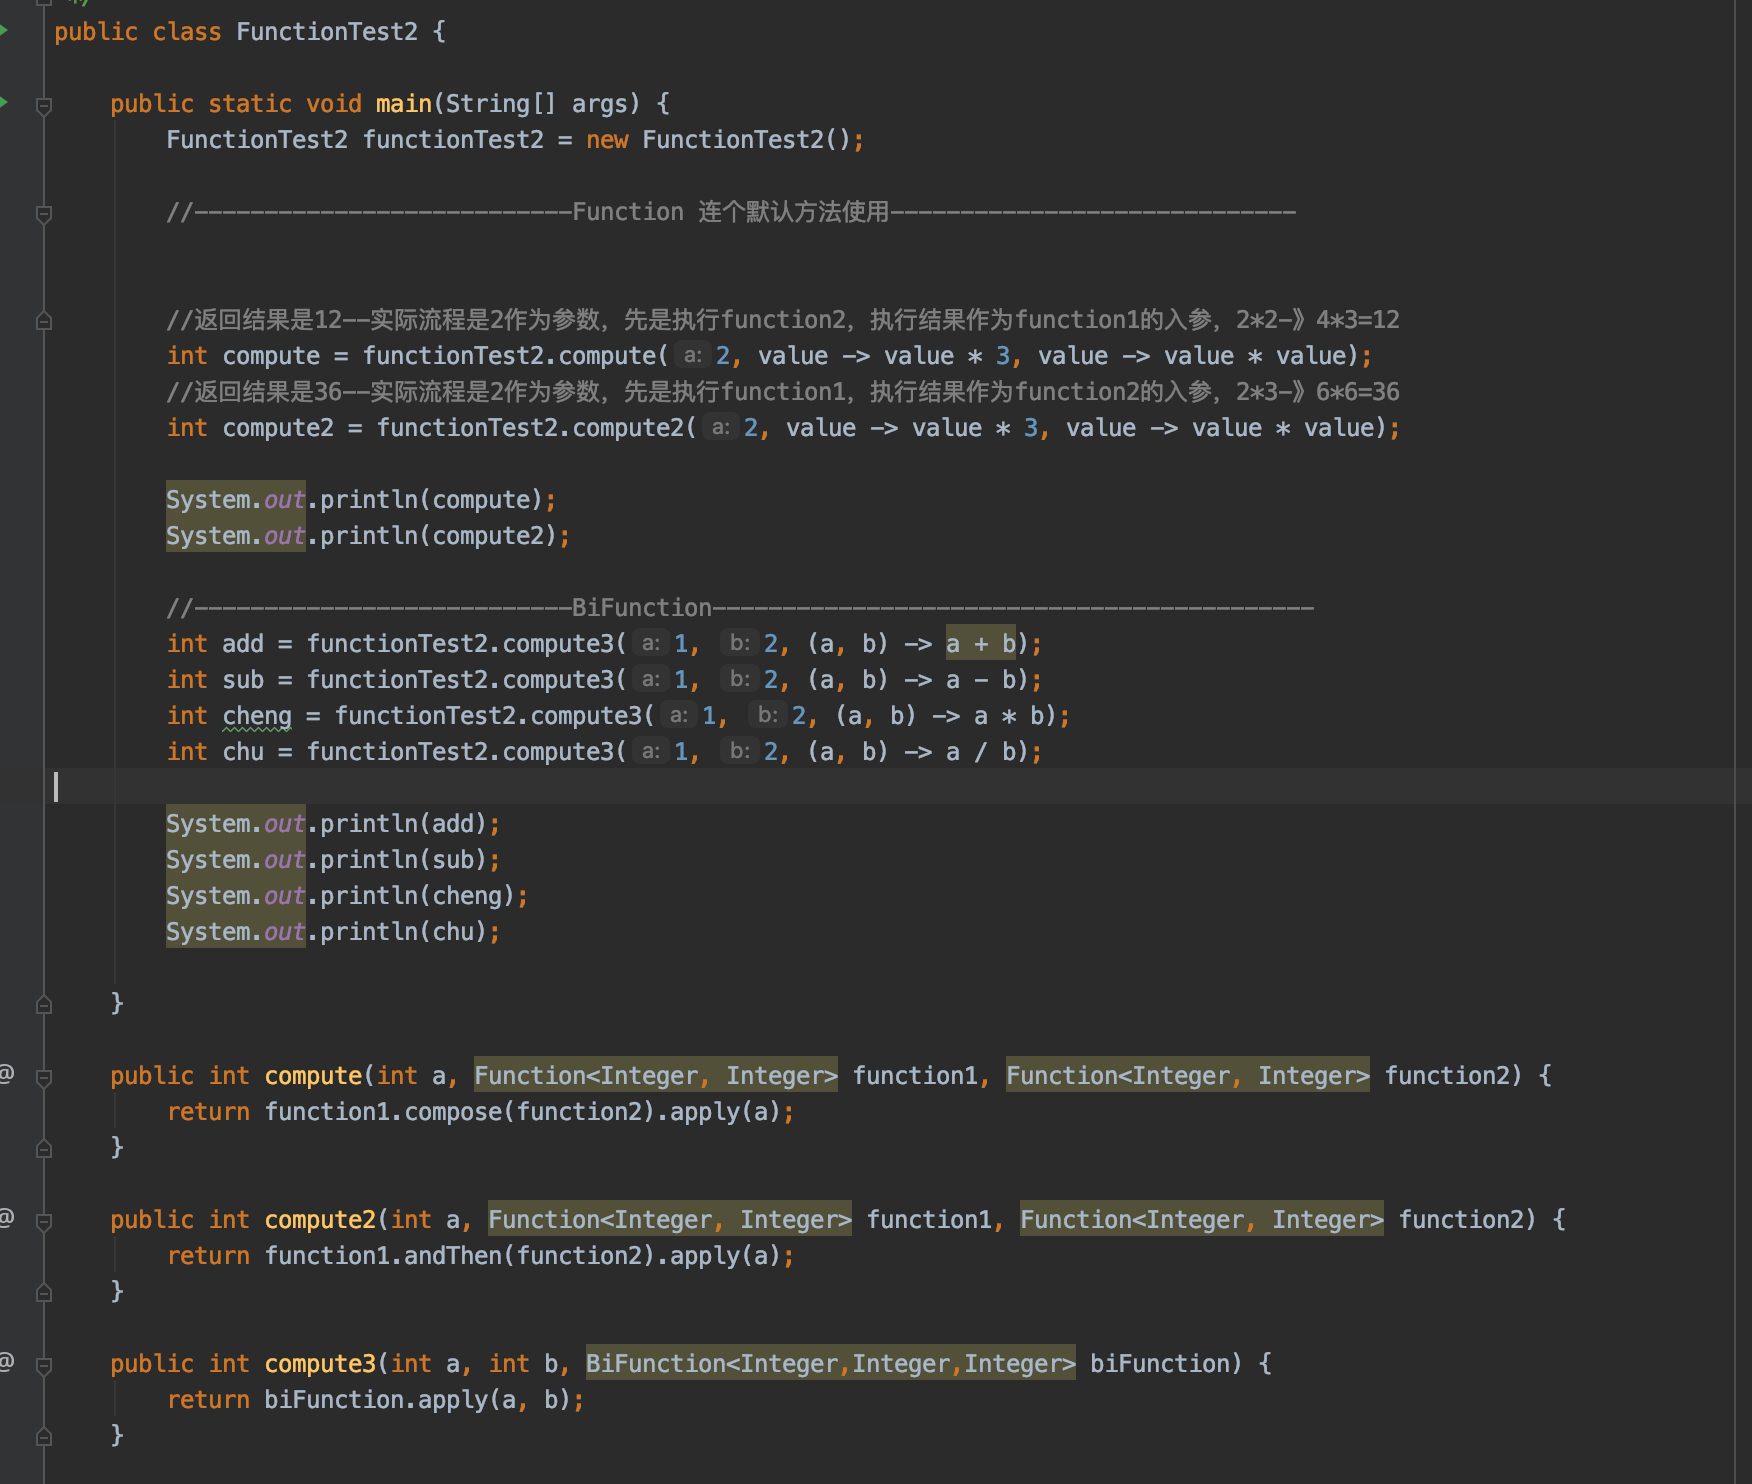 */
public class FunctionTest2 {
public static void main(String[] args) {
FunctionTest2 functionTest2 = new FunctionTest2();
//---------------------------Function 连个默认方法使用-----------------------------
//返回结果是12--实际流程是2作为参数，先是执行function2，执行结果作为function1的入参，2*2-》4*3=12
int compute = functionTest2.compute( a: 2, value -> value * 3, value -> value * value);
//返回结果是36--实际流程是2作为参数，先是执行function1，执行结果作为function2的入参，2*3-》6*6=36
int compute2 = functionTest2.compute2( a: 2, value -> value * 3, value -> value * value);
System.out.println(compute);
System.out.println(compute2);
//---------------------------BiFunction-------------------------------------------
int add = functionTest2.compute3( a: 1, b: 2, (a, b) -> a + b);
int sub = functionTest2.compute3( a: 1, b: 2, (a, b) -> a - b);
int cheng = functionTest2.compute3( a: 1, b: 2, (a, b) -> a * b);
int chu = functionTest2.compute3( a: 1, b: 2, (a, b) -> a / b);
System.out.println(add);
System.out.println(sub);
System.out.println(cheng);
System.out.println(chu);
}
@ public int compute(int a, Function<Integer, Integer> function1, Function<Integer, Integer> function2) {
return function1.compose(function2).apply(a);
}
@ public int compute2(int a, Function<Integer, Integer> function1, Function<Integer, Integer> function2) {
return function1.andThen(function2).apply(a);
}
@ public int compute3(int a, int b, BiFunction<Integer,Integer,Integer> biFunction) {
return biFunction.apply(a, b);
}